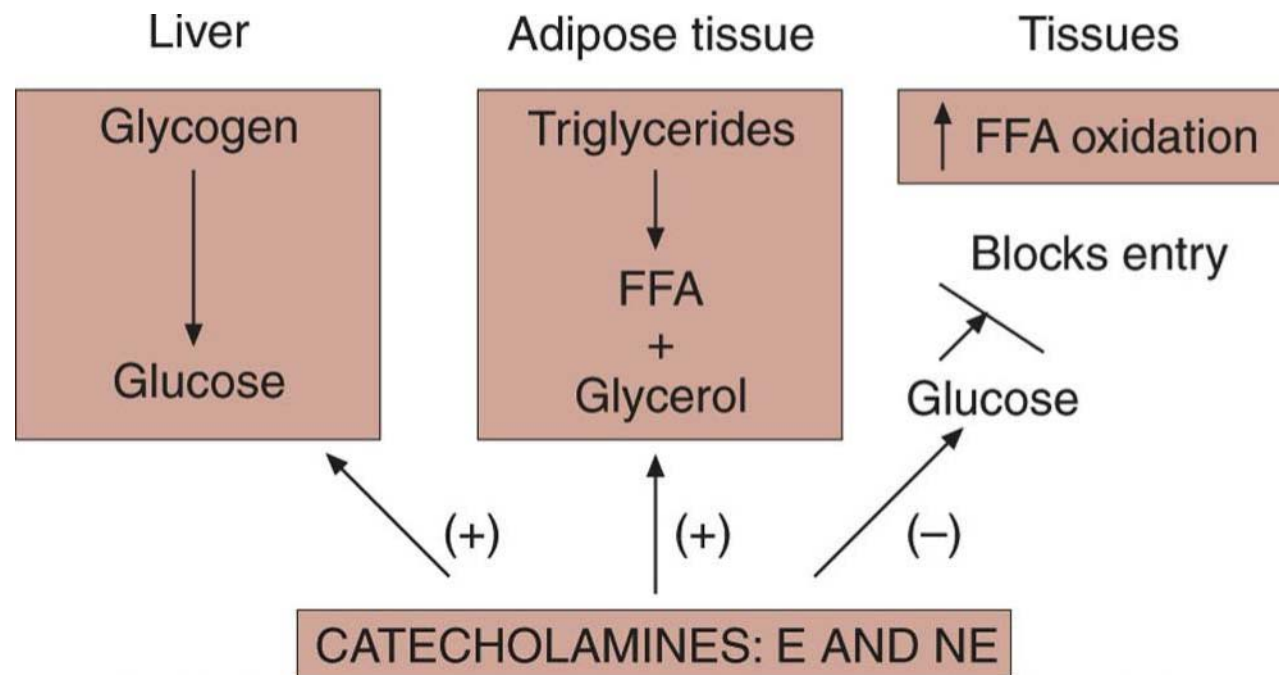 Liver
Adipose tissue
Tissues
Glycogen
Glucose
Triglycerides
FFA
+
Glycerol
FFA oxidation
Blocks entry
Glucose
(+)
(+)
(–)
CATECHOLAMINES: E AND NE